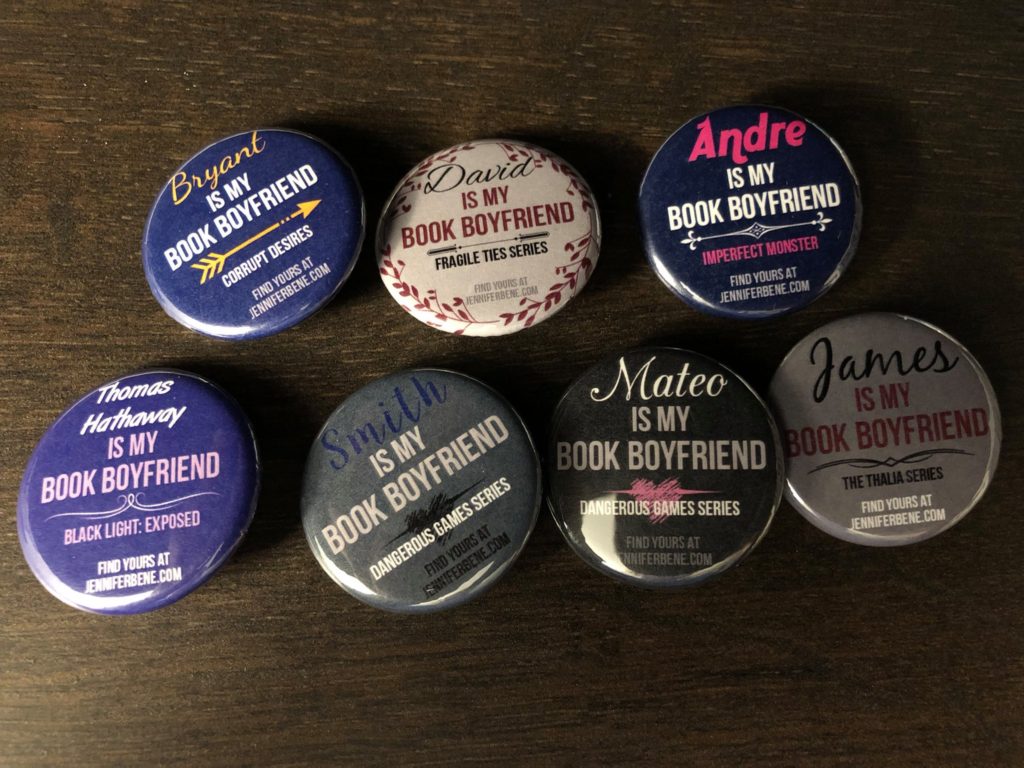 Bryant
IS MY
BOOK BOYFRIEND
CORRUPT DESIRES
FIND YOURS AT
JENNIFERBENE.COM
David
IS MY
BOOK BOYFRIEND
FRAGILE TIES SERIES
FIND YOURS AT
JENNIFERBENE.COM
Andre
IS MY
BOOK BOYFRIEND
IMPERFECT MONSTER
FIND YOURS AT
JENNIFERBENE.COM
Thomas
Hathaway
IS MY
BOOK BOYFRIEND
BLACK LIGHT: EXPOSED
FIND YOURS AT
JENNIFERBENE.COM
Smith
IS MY
BOOK BOYFRIEND
DANGEROUS GAMES SERIES
FIND YOURS AT
JENNIFERBENE.COM
Mateo
IS MY
BOOK BOYFRIEND
DANGEROUS GAMES SERIES
FIND YOURS AT
JENNIFERBENE.COM
James
IS MY
BOOK BOYFRIEND
THE THALIA SERIES
FIND YOURS AT
JENNIFERBENE.COM